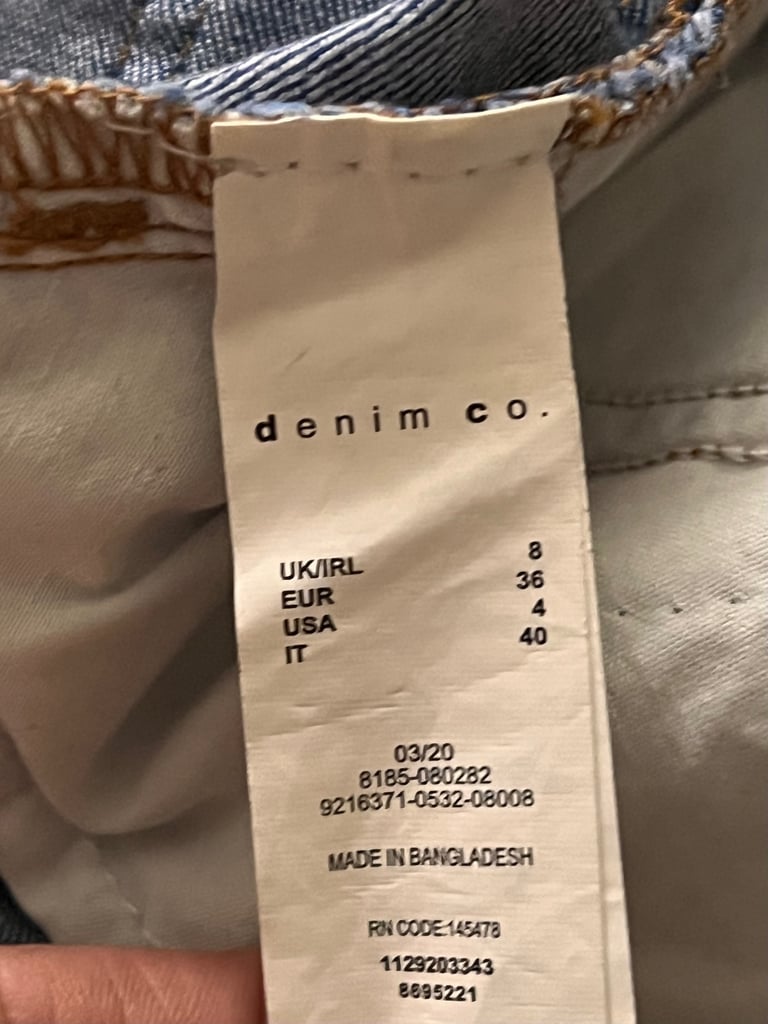 denim co.
UK/IRL 8
EUR 36
USA 4
IT 40
03/20
8185-080282
9216371-0532-08008
MADE IN BANGLADESH
RN CODE:145478
1129203343
8695221